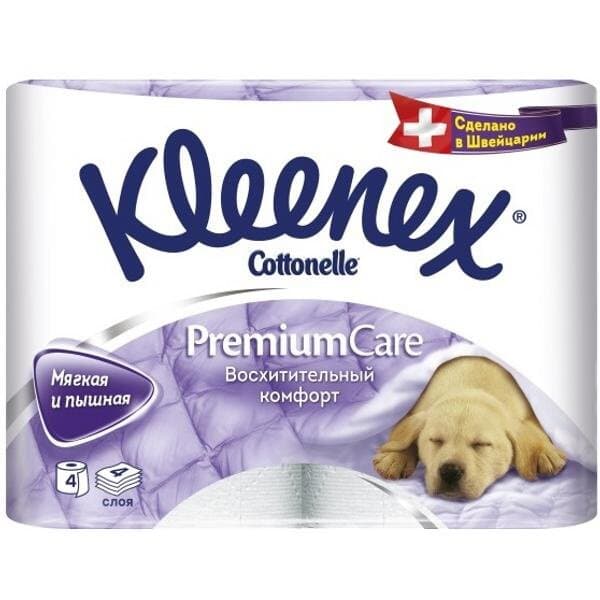 Сделано
в Швейцарии
Kleenex®
Cottonelle
PremiumCare
Восхитительный
комфорт
Мягкая
и пышная
4
4
слоя